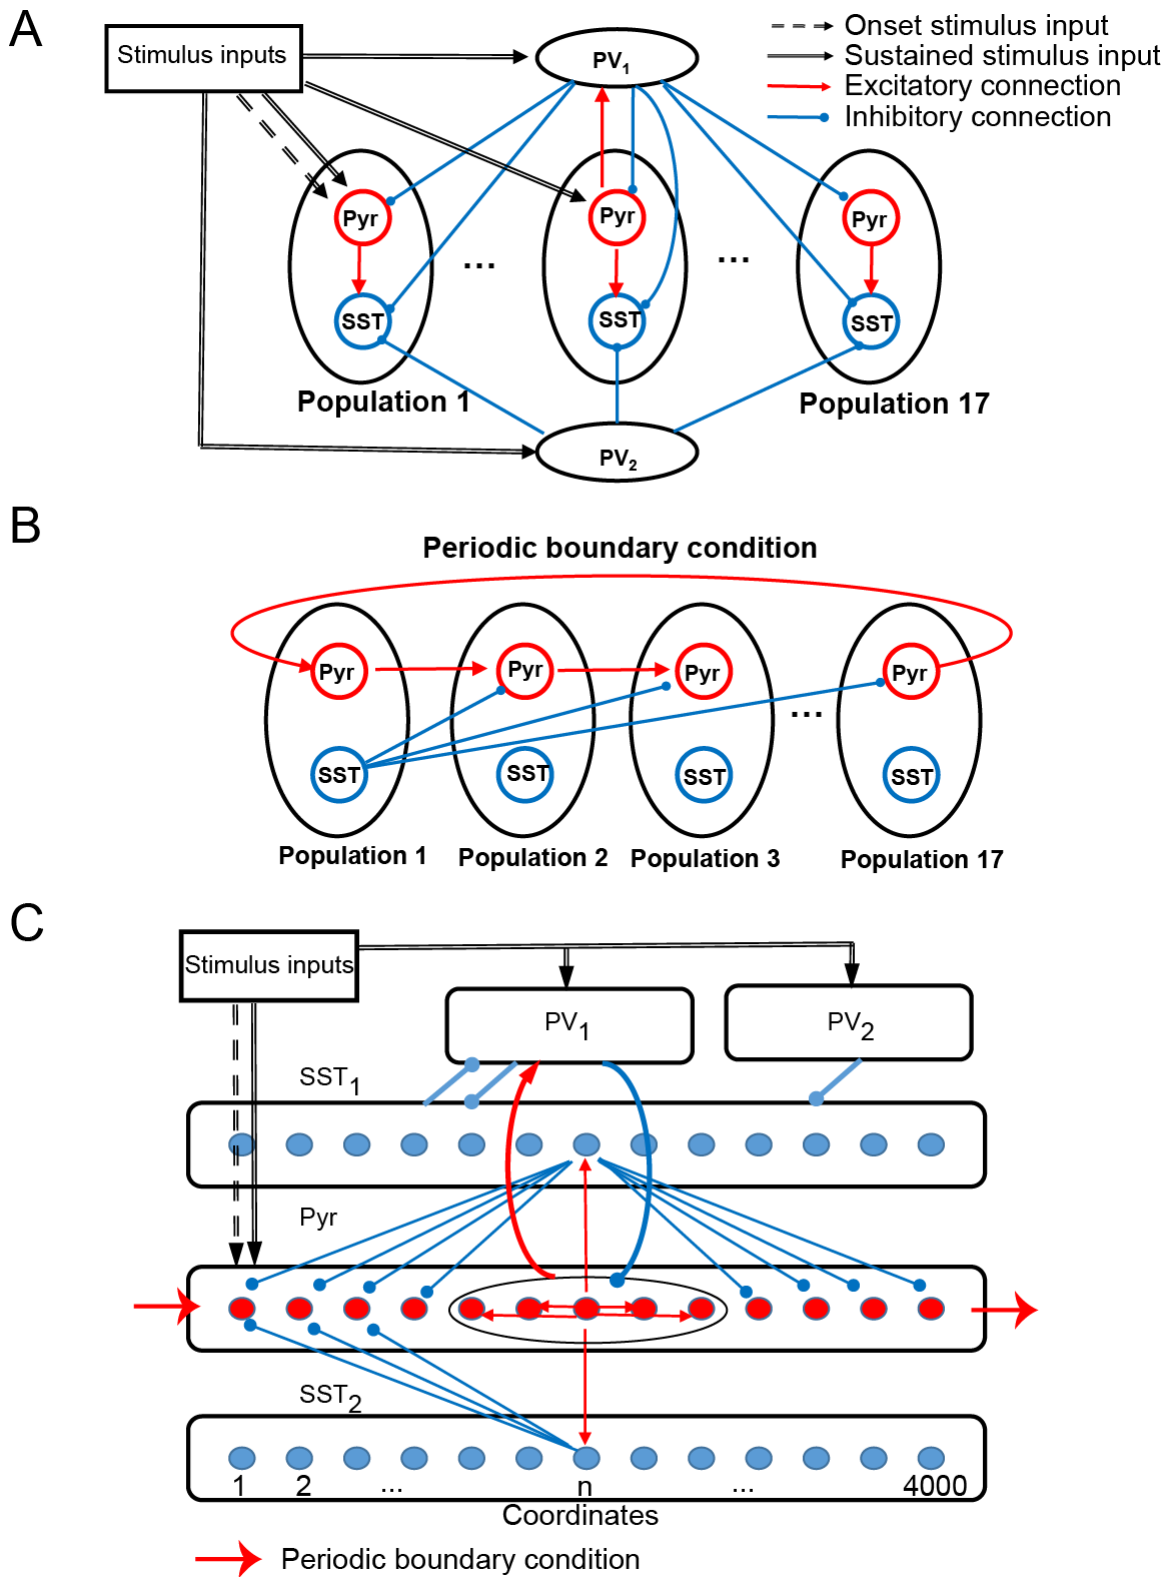 A
Stimulus inputs
PV1
Onset stimulus input
Sustained stimulus input
Excitatory connection
Inhibitory connection
Pyr
Pyr
Pyr
...
...
SST
SST
SST
Population 1
Population 17
PV2
B
Periodic boundary condition
Pyr
Pyr
Pyr
Pyr
...
SST
SST
SST
SST
Population 1
Population 2
Population 3
Population 17
C
Stimulus inputs
PV1
PV2
SST1
Pyr
SST2
1 2 ... n ... 4000
Coordinates
Periodic boundary condition